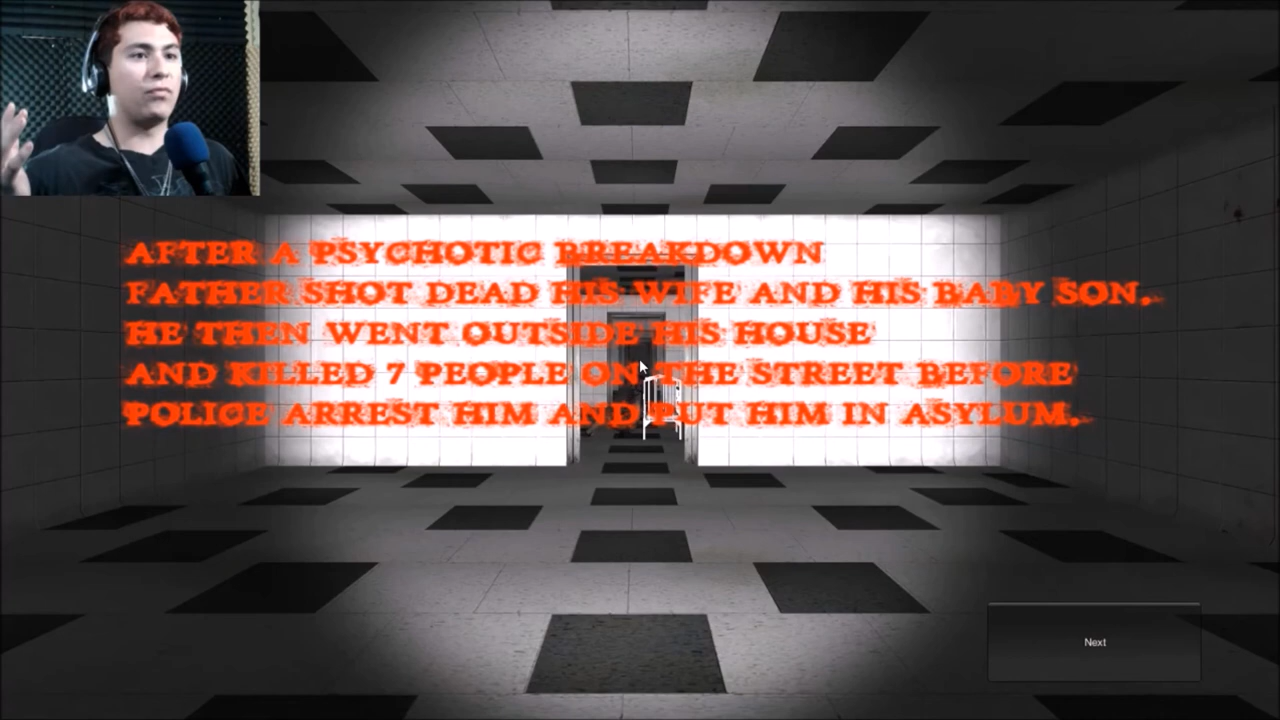 AFTER A PSYCHOTIC BREAKDOWN
FATHER SHOT DEAD HIS WIFE AND HIS BABY SON.
HE THEN WENT OUTSIDE HIS HOUSE
AND KILLED 7 PEOPLE ON THE STREET BEFORE
POLICE ARREST HIM AND PUT HIM IN ASYLUM.
Next